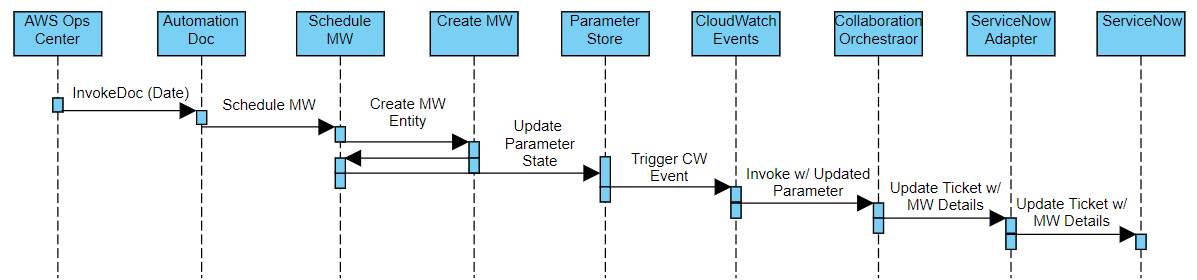 AWS Ops
Center
Automation
Doc
Schedule
MW
Create MW
Parameter
Store
CloudWatch
Events
Collaboration
Orchestraor
ServiceNow
Adapter
ServiceNow
InvokeDoc (Date)
Schedule MW
Create MW
Entity
Update
Parameter
State
Trigger CW
Event
Invoke w/ Updated
Parameter
Update Ticket w/
MW Details
Update Ticket w/
MW Details